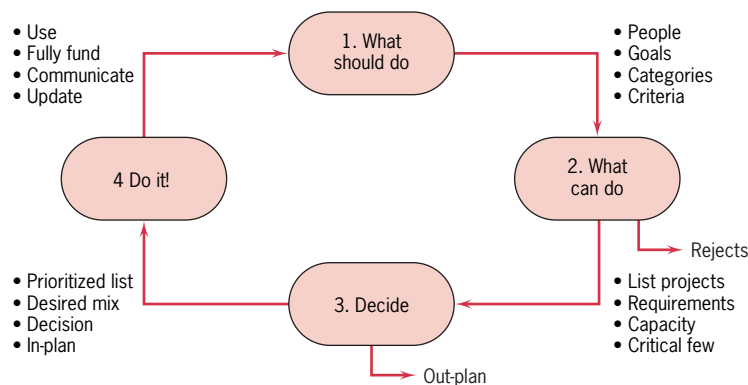 • Use
• Fully fund
• Communicate
• Update
1. What
should do
• People
• Goals
• Categories
• Criteria
4 Do it!
2. What
can do
Rejects
• Prioritized list
• Desired mix
• Decision
• In-plan
3. Decide
• List projects
• Requirements
• Capacity
• Critical few
Out-plan